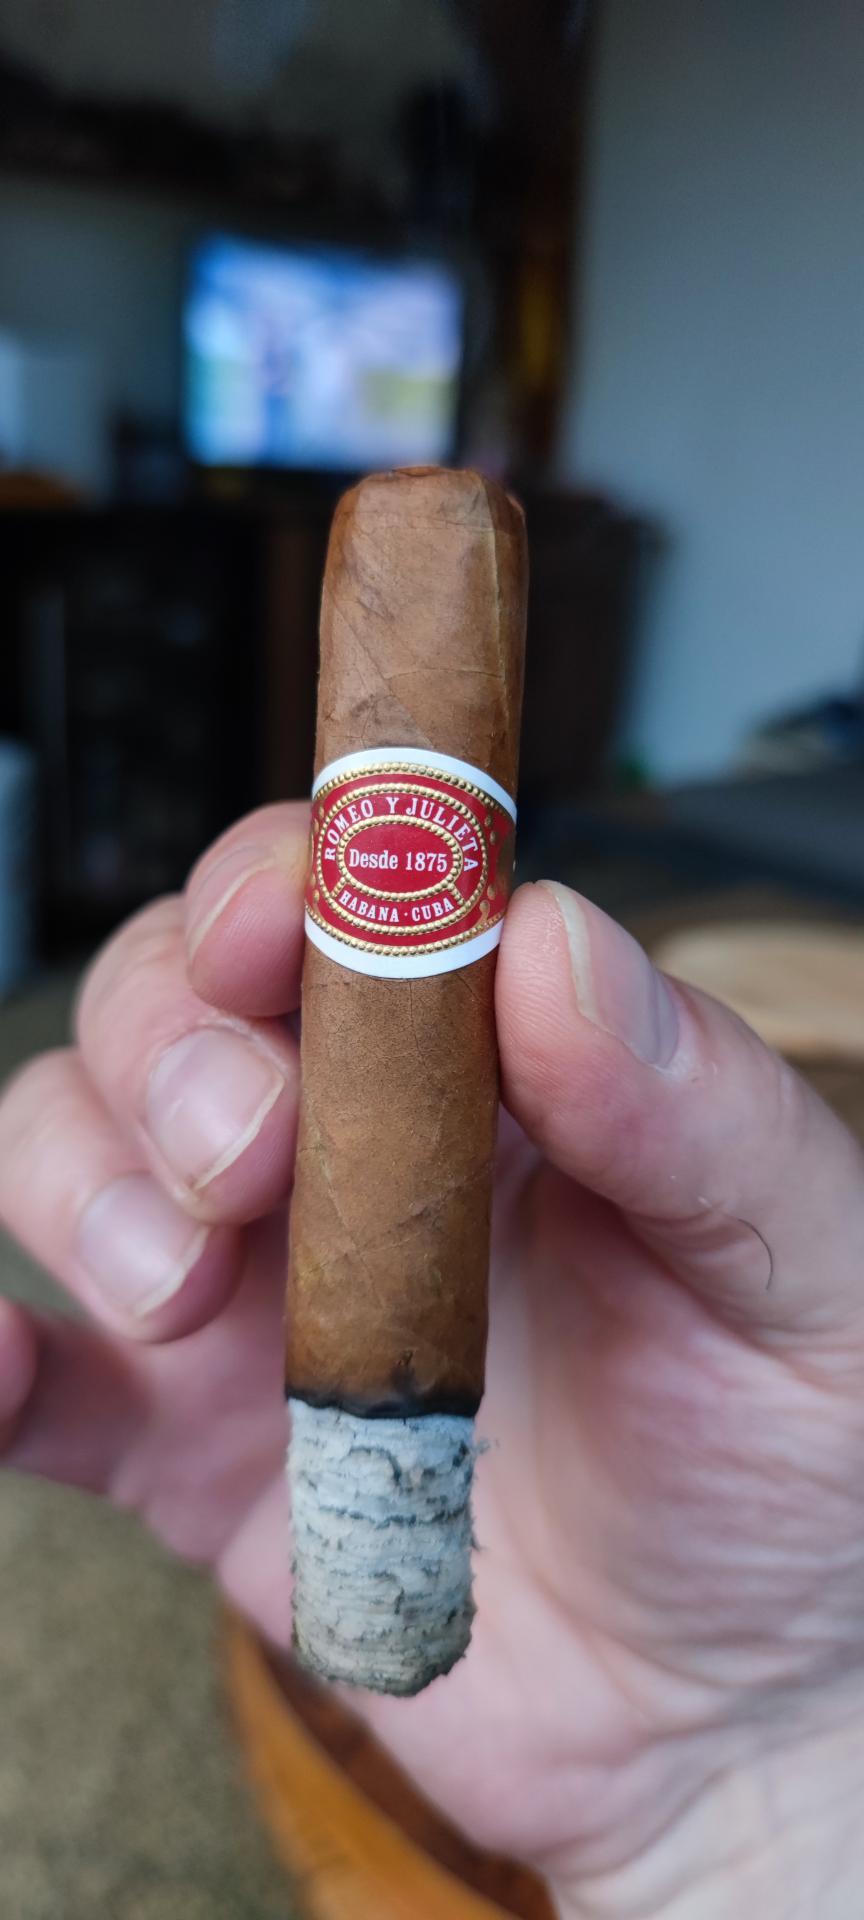 ROMEO Y JULIETA
Desde 1875
HABANA · CUBA